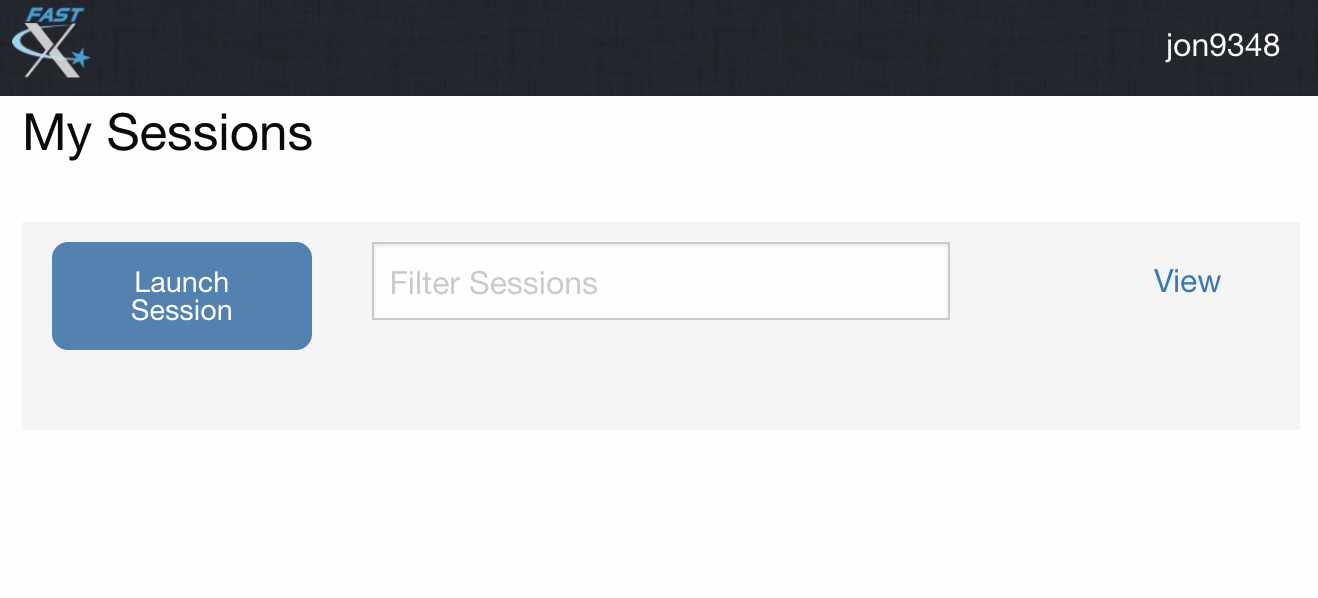 FAST
X
jon9348
My Sessions
Launch
Session
Filter Sessions
View